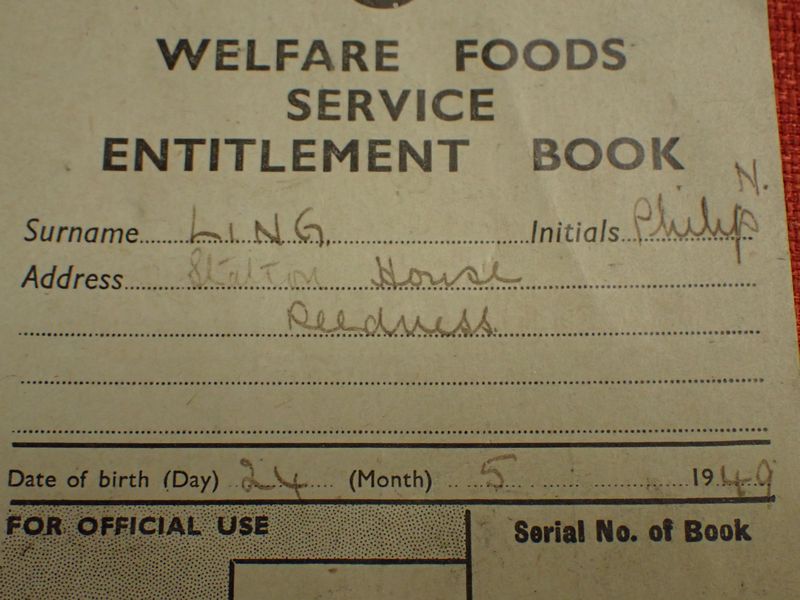 WELFARE FOODS
SERVICE
ENTITLEMENT BOOK
Surname LING. Initials Philip N.
Address House
Reedness
Date of birth (Day) 24 (Month) 5 1949
FOR OFFICIAL USE
Serial No. of Book